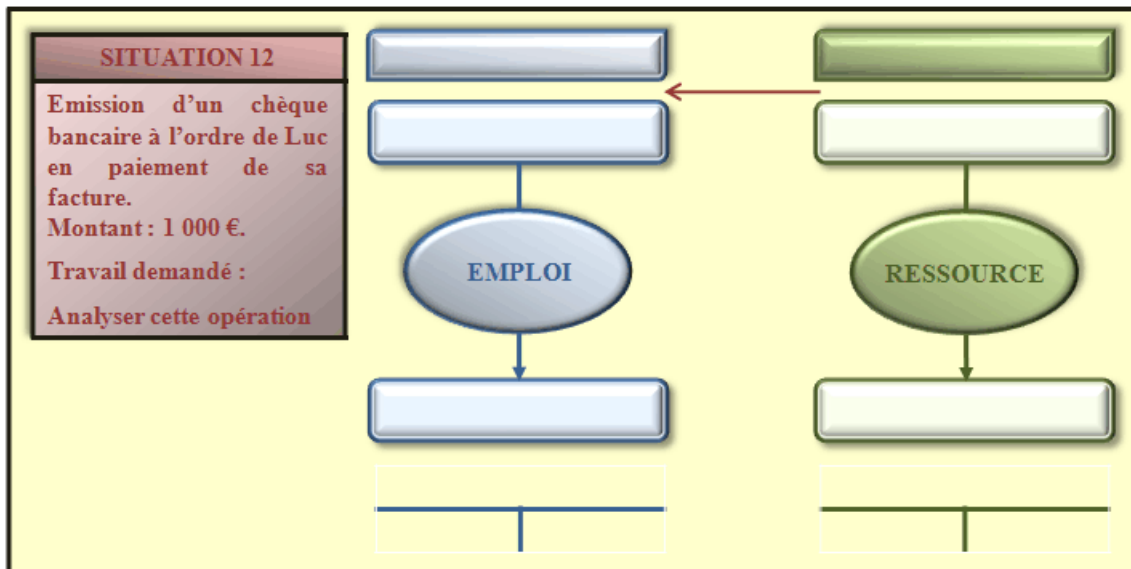 SITUATION 12
Emission d'un chèque
bancaire à l'ordre de Luc
en paiement de sa
facture.
Montant : 1 000 €.
Travail demandé :
Analyser cette opération
EMPLOI
RESSOURCE